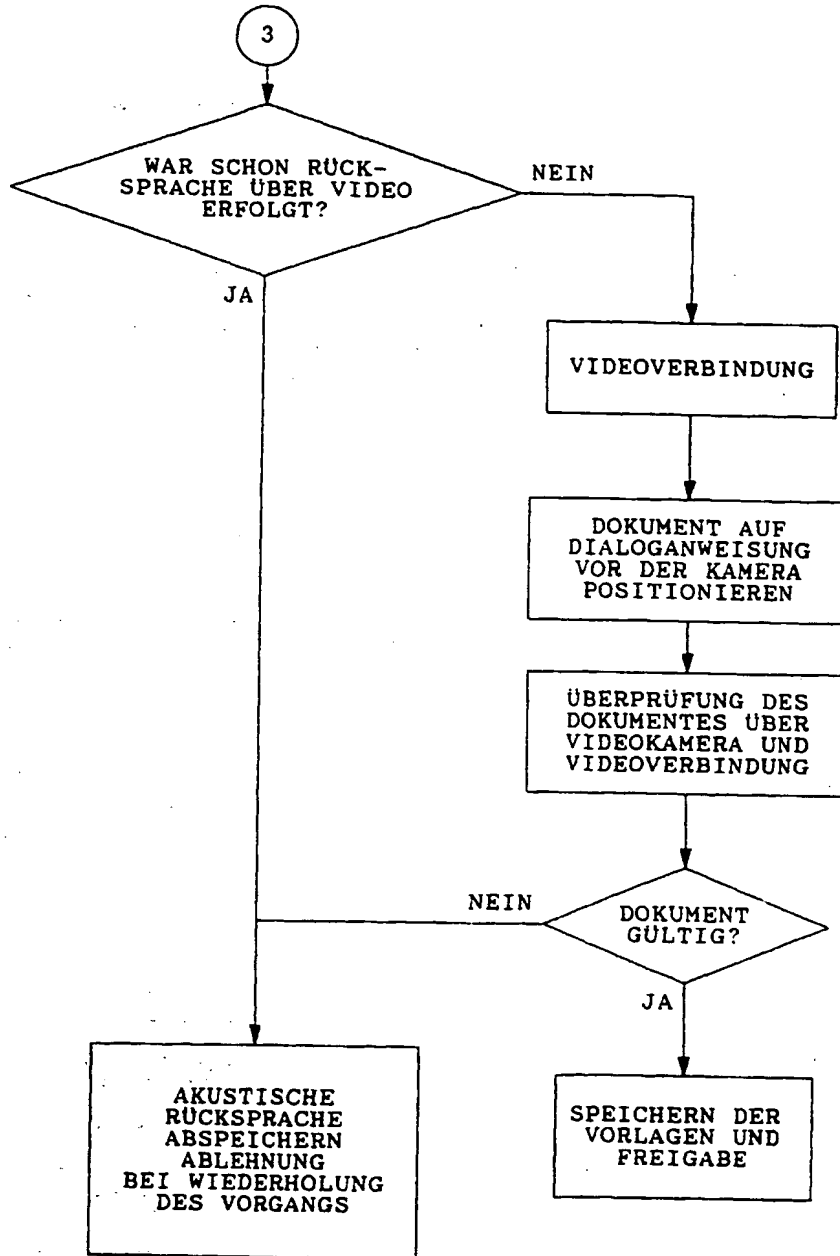 3
WAR SCHON RÜCK-
SPRACHE ÜBER VIDEO
ERFOLGT?
NEIN
JA
VIDEOVERBINDUNG
DOKUMENT AUF
DIALOGANWEISUNG
VOR DER KAMERA
POSITIONIEREN
ÜBERPRÜFUNG DES
DOKUMENTES ÜBER
VIDEOKAMERA UND
VIDEOVERBINDUNG
NEIN
DOKUMENT
GÜLTIG?
JA
AKUSTISCHE
RÜCKSPRACHE
ABSPEICHERN
ABLEHNUNG
BEI WIEDERHOLUNG
DES VORGANGS
SPEICHERN DER
VORLAGEN UND
FREIGABE